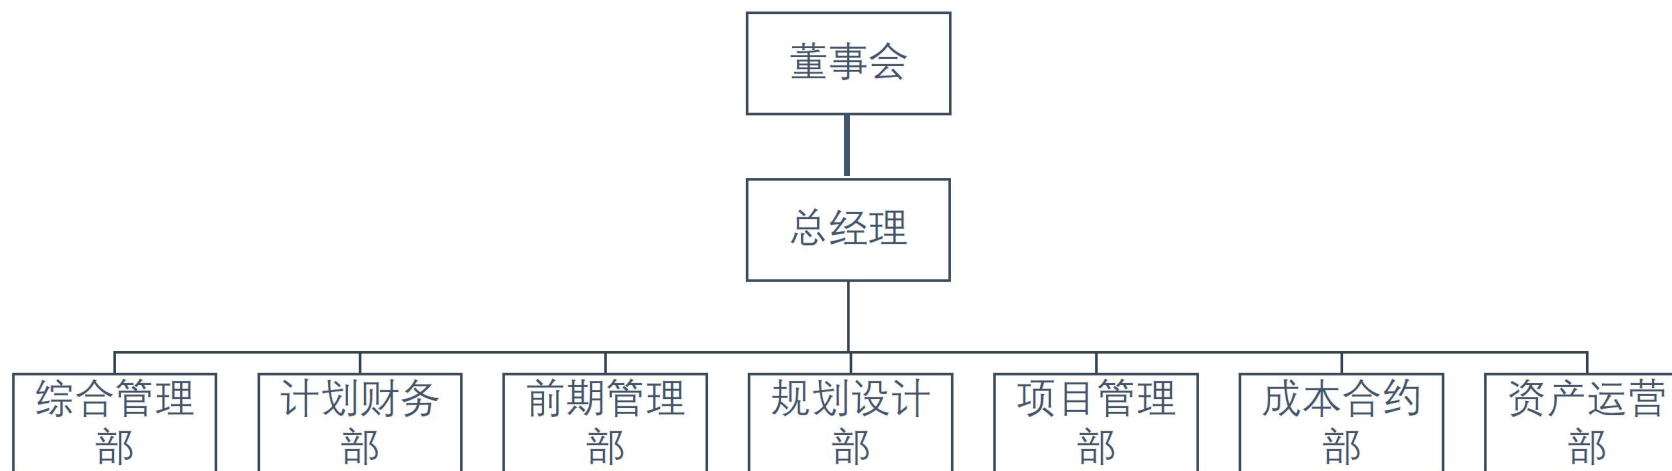 董事会
总经理
综合管理
部
计划财务
部
前期管理
部
规划设计
部
项目管理
部
成本合约
部
资产运营
部